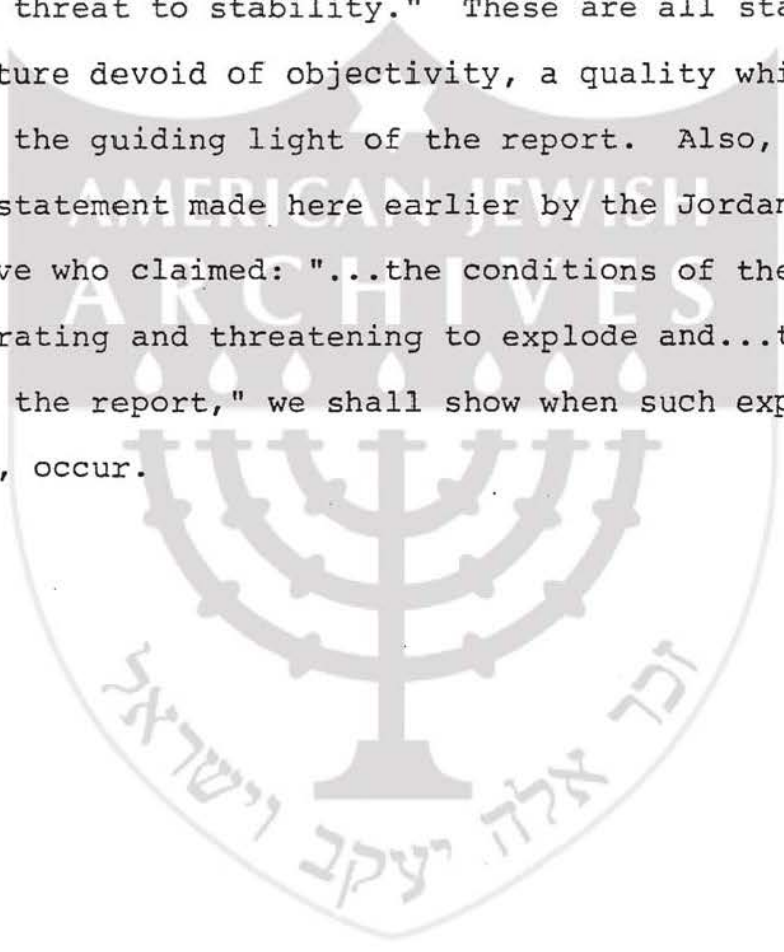 threat to stability." These are all sta
ture devoid of objectivity, a quality whi
the guiding light of the report. Also,
AMERICAN JEWISH
statement made here earlier by the Jordan
ve who claimed: "...the conditions of the
ARCHIVES
rating and threatening to explode and...t
the report," we shall show when such exp
, occur.
זכר אלה יעקב וישראל